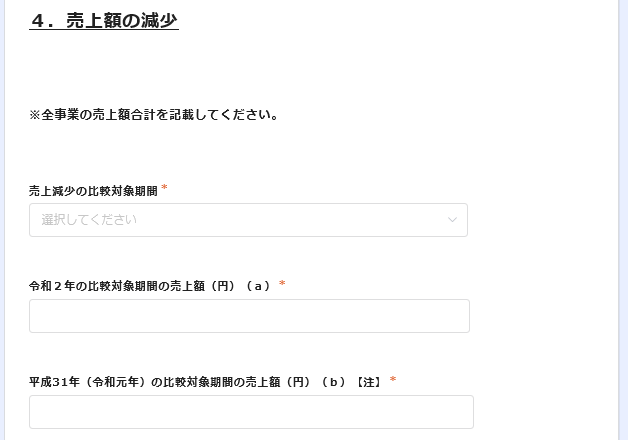 ４．売上額の減少
※全事業の売上額合計を記載してください。
売上減少の比較対象期間 *
選択してください
令和２年の比較対象期間の売上額（円）（ａ） *
平成31年（令和元年）の比較対象期間の売上額（円）（ｂ）【注】 *